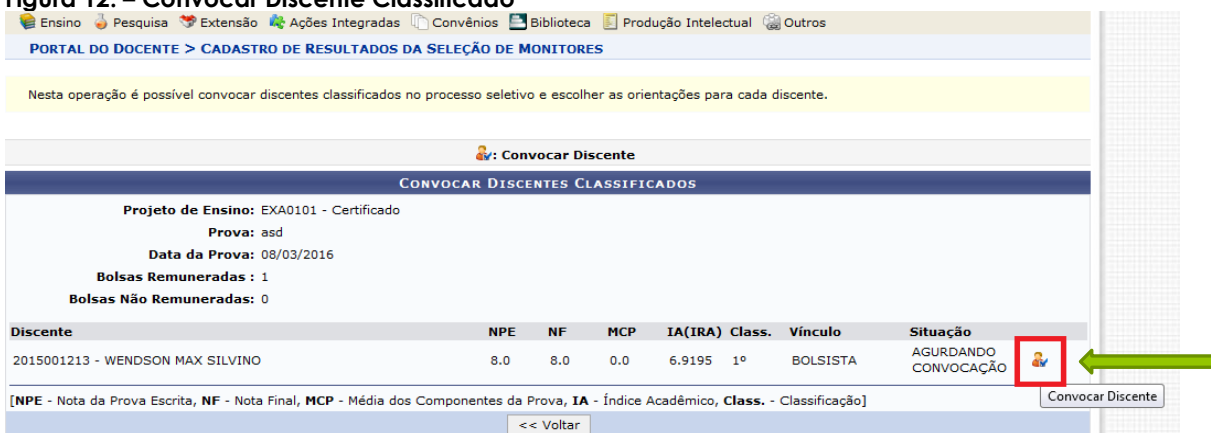 Figura 12. – Convocar Discente Classificado
Ensino Pesquisa Extensão Ações Integradas Convênios Biblioteca Produção Intelectual Outros
PORTAL DO DOCENTE > CADASTRO DE RESULTADOS DA SELEÇÃO DE MONITORES
Nesta operação é possível convocar discentes classificados no processo seletivo e escolher as orientações para cada discente.
: Convocar Discente
CONVOCAR DISCENTES CLASSIFICADOS
Projeto de Ensino: EXA0101 - Certificado
Prova: asd
Data da Prova: 08/03/2016
Bolsas Remuneradas : 1
Bolsas Não Remuneradas: 0
Discente NPE NF MCP IA(IRA) Class. Vínculo Situação
2015001213 - WENDSON MAX SILVINO 8.0 8.0 0.0 6.9195 1º BOLSISTA AGURDANDO CONVOCAÇÃO
[NPE - Nota da Prova Escrita, NF - Nota Final, MCP - Média dos Componentes da Prova, IA - Índice Acadêmico, Class. - Classificação]
Convocar Discente
<< Voltar